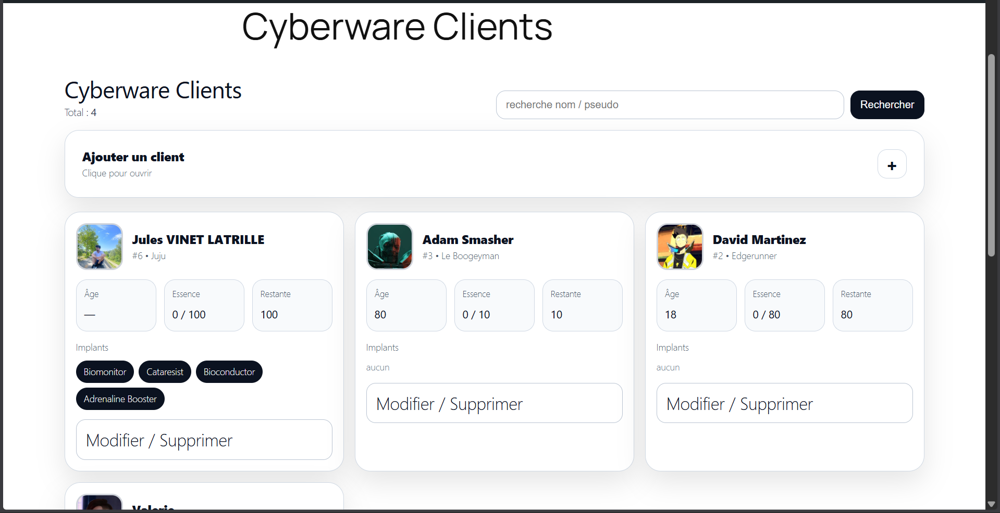 Cyberware Clients
Cyberware Clients
Total : 4
recherche nom / pseudo
Rechercher
Ajouter un client
Clique pour ouvrir
+
Jules VINET LATRILLE
#6 • Juju
Âge
—
Essence
0 / 100
Restante
100
Implants
Biomonitor
Cataresist
Bioconductor
Adrenaline Booster
Modifier / Supprimer
Adam Smasher
#3 • Le Boogeyman
Âge
80
Essence
0 / 10
Restante
10
Implants
aucun
Modifier / Supprimer
David Martinez
#2 • Edgerunner
Âge
18
Essence
0 / 80
Restante
80
Implants
aucun
Modifier / Supprimer
Valerie